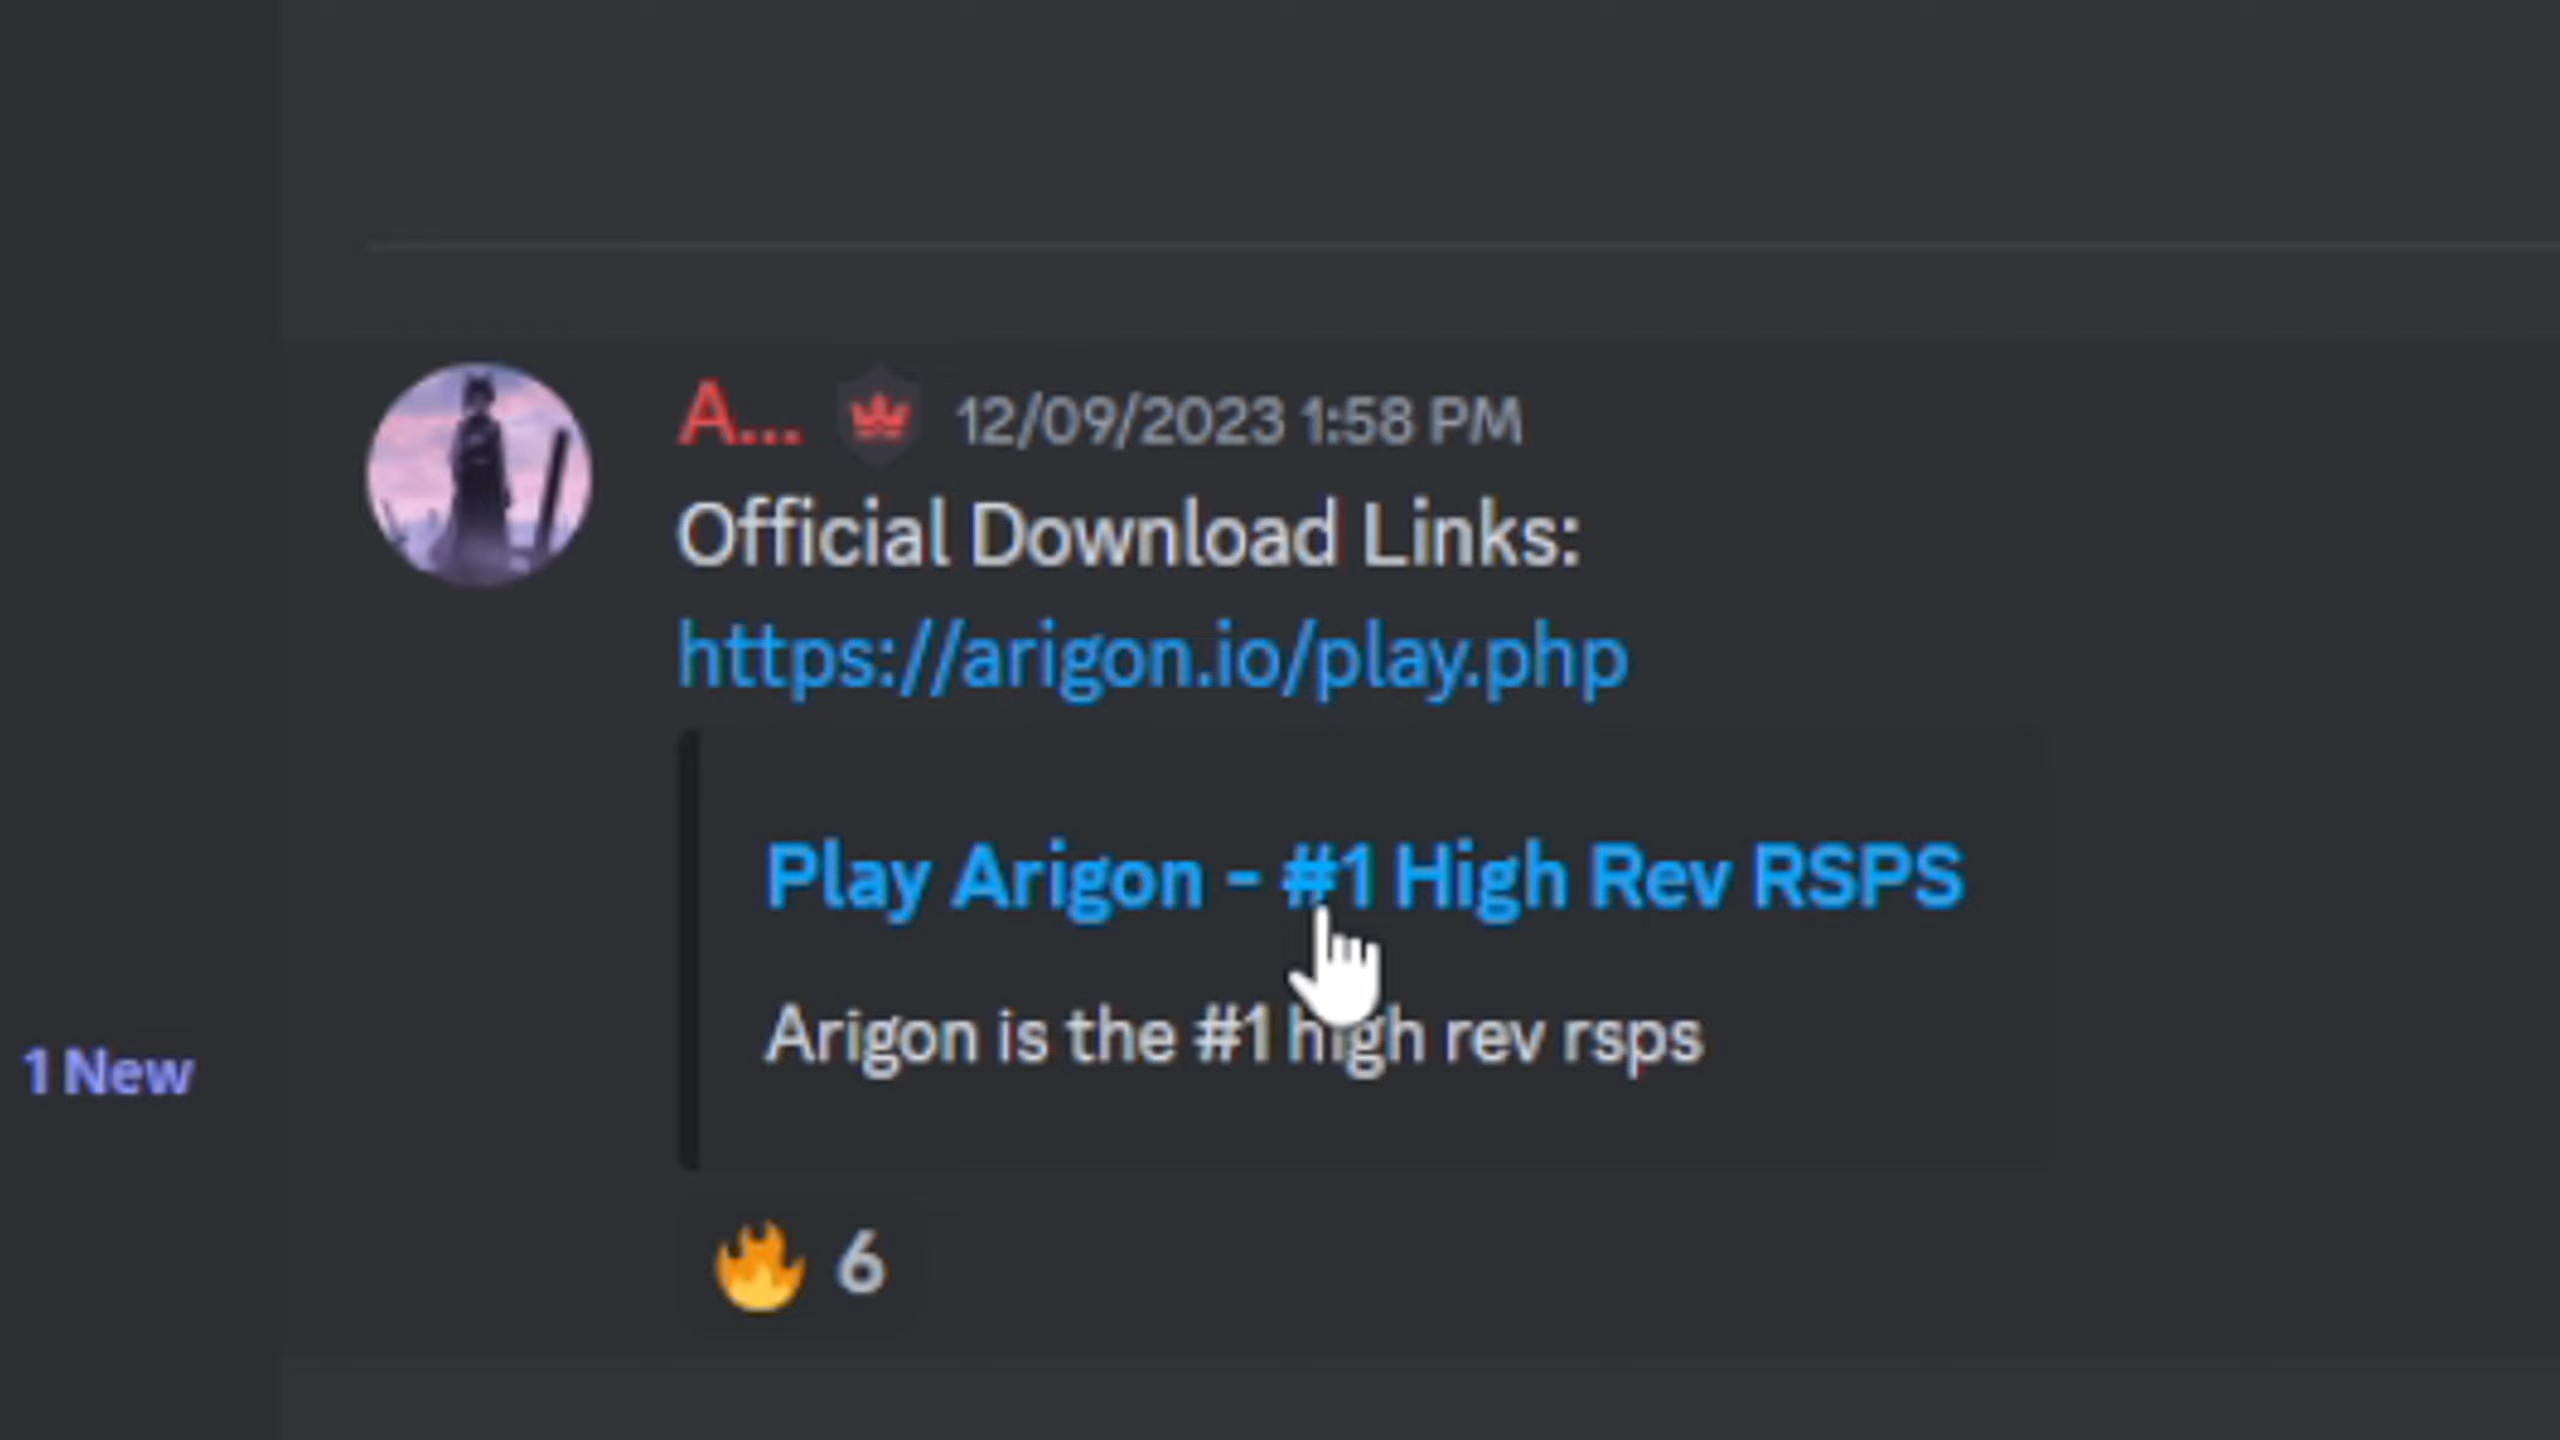 A... 12/09/2023 1:58 PM
Official Download Links:
https://arigon.io/play.php
Play Arigon - #1 High Rev RSPS
Arigon is the #1 high rev rsps
1 New
6